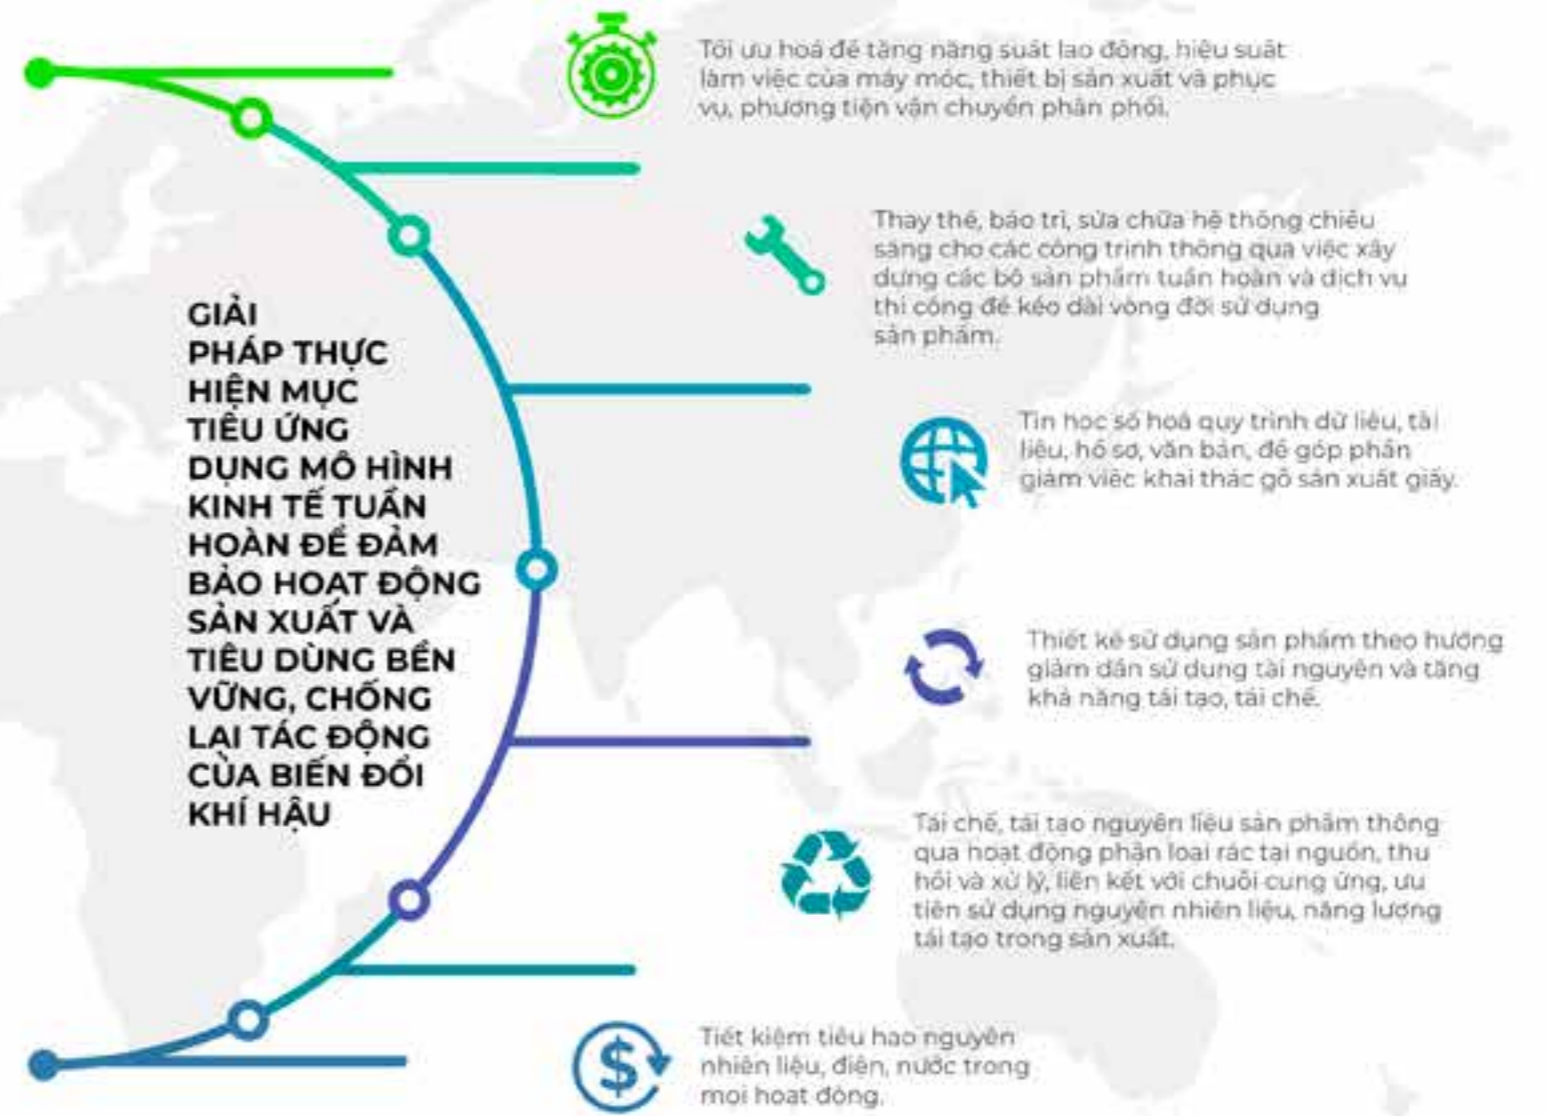 GIẢI
PHÁP THỰC
HIỆN MỤC
TIÊU ỨNG
DỤNG MÔ HÌNH
KINH TẾ TUẦN
HOÀN ĐỂ ĐẢM
BẢO HOẠT ĐỘNG
SẢN XUẤT VÀ
TIÊU DÙNG BỀN
VỮNG, CHỐNG
LẠI TÁC ĐỘNG
CỦA BIẾN ĐỔI
KHÍ HẬU
Tối ưu hoá để tăng năng suất lao động, hiệu suất
làm việc của máy móc, thiết bị sản xuất và phục
vụ, phương tiện vận chuyển phân phối.
Thay thế, bảo trì, sửa chữa hệ thống chiếu
sáng cho các công trình thông qua việc xây
dựng các bộ sản phẩm tuần hoàn và dịch vụ
thi công để kéo dài vòng đời sử dụng
sản phẩm.
Tin học số hoá quy trình dữ liệu, tài
liệu, hồ sơ, văn bản, để góp phần
giảm việc khai thác gỗ sản xuất giấy.
Thiết kế sử dụng sản phẩm theo hướng
giảm dần sử dụng tài nguyên và tăng
khả năng tái tạo, tái chế.
Tái chế, tái tạo nguyên liệu sản phẩm thông
qua hoạt động phân loại rác tại nguồn, thu
hồi và xử lý, liên kết với chuỗi cung ứng, ưu
tiên sử dụng nguyên nhiên liệu, năng lượng
tái tạo trong sản xuất.
Tiết kiệm tiêu hao nguyên
nhiên liệu, điện, nước trong
mọi hoạt động.